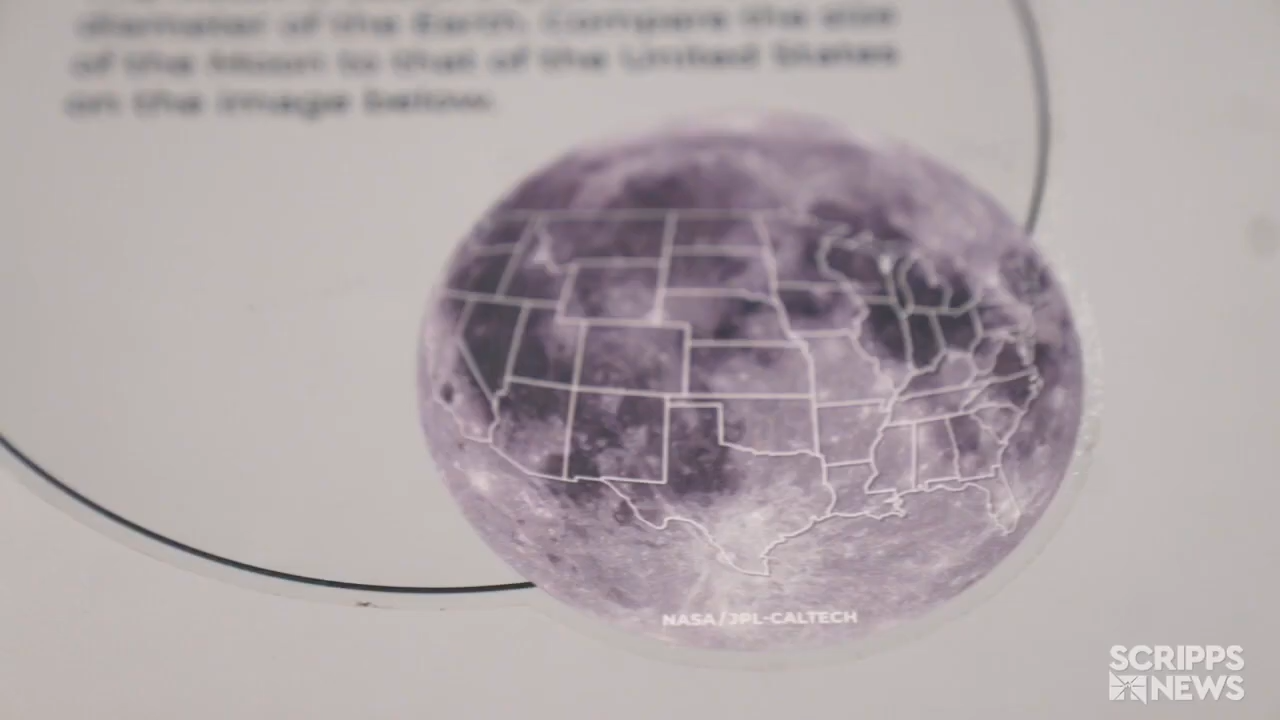 diameter of the Earth. Compare the size
of the Moon to that of the United States
on the image below.
NASA/JPL-CALTECH
SCRIPPS
NEWS